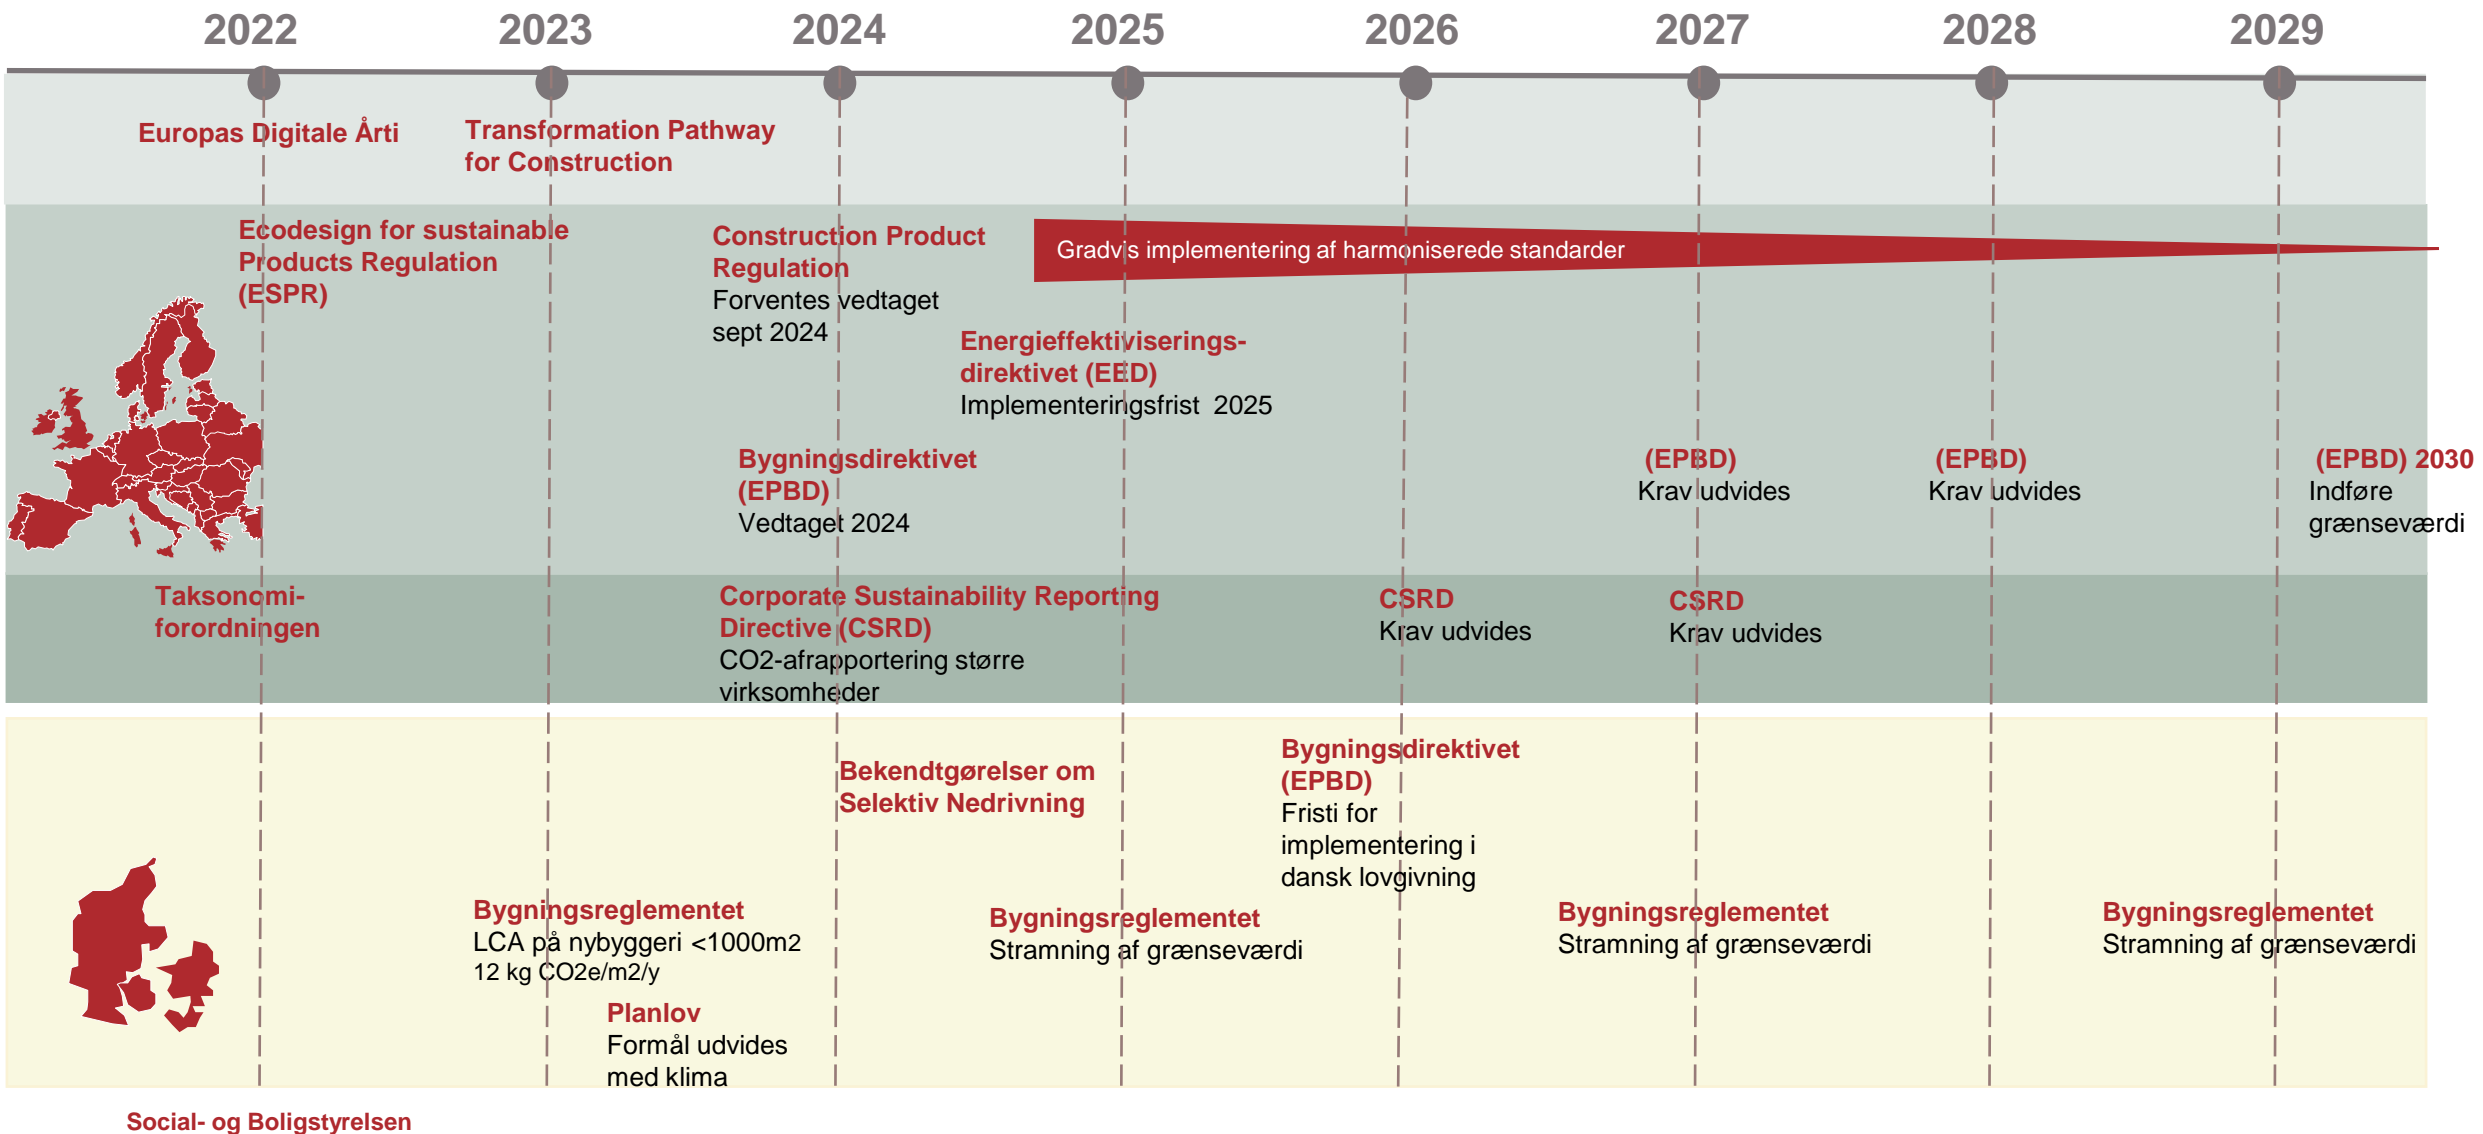 2022 2023 2024 2025 2026 2027 2028 2029
Europas Digitale Årti
Transformation Pathway
for Construction
Ecodesign for sustainable
Products Regulation
(ESPR)
Construction Product
Regulation
Forventes vedtaget
sept 2024
Gradvis implementering af harmoniserede standarder
Energieffektiviserings-
direktivet (EED)
Implementeringsfrist 2025
Bygningsdirektivet
(EPBD)
Vedtaget 2024
(EPBD)
Krav udvides
(EPBD)
Krav udvides
(EPBD) 2030
Indføre
grænseværdi
Taksonomi-
forordningen
Corporate Sustainability Reporting
Directive (CSRD)
CO2-afrapportering større
virksomheder
CSRD
Krav udvides
CSRD
Krav udvides
Bekendtgørelser om
Selektiv Nedrivning
Bygningsdirektivet
(EPBD)
Fristi for
implementering i
dansk lovgivning
Bygningsreglementet
LCA på nybyggeri <1000m2
12 kg CO2e/m2/y
Planlov
Formål udvides
med klima
Bygningsreglementet
Stramning af grænseværdi
Bygningsreglementet
Stramning af grænseværdi
Bygningsreglementet
Stramning af grænseværdi
Social- og Boligstyrelsen